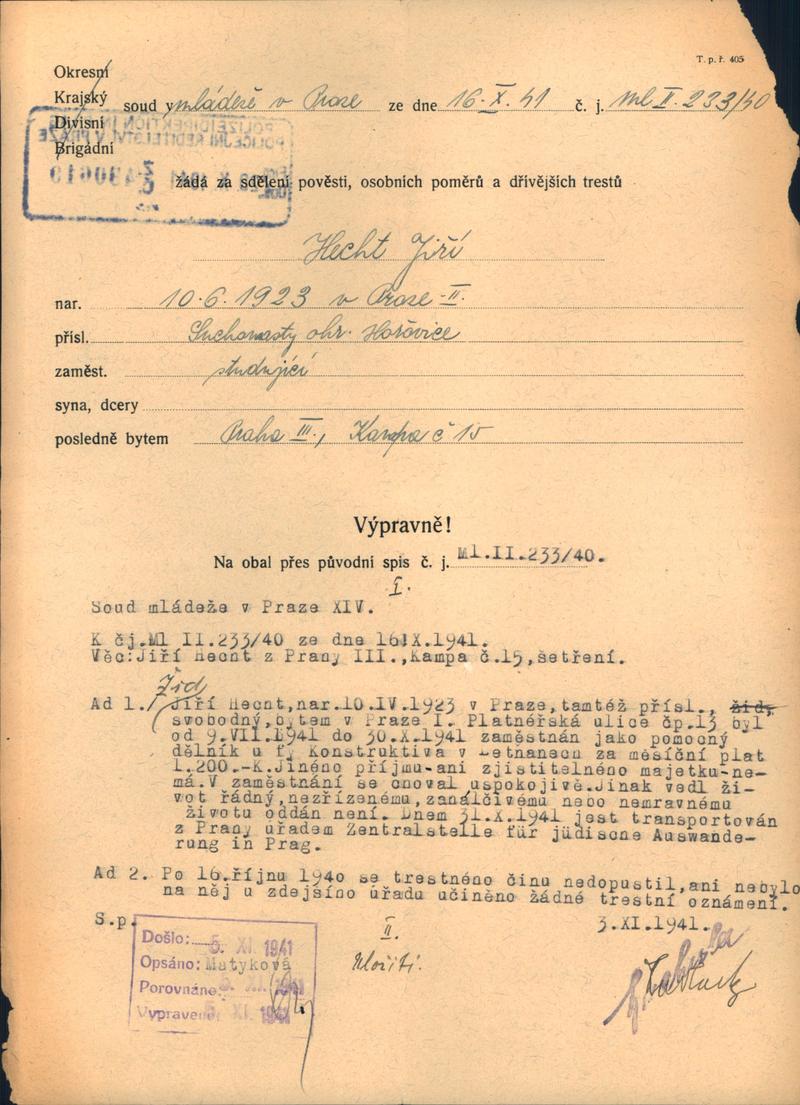 T. p. ř. 405
Okresní
Krajský soud mládeže v Praze ze dne 16. X. 41 č. j. Ml II. 233/40
Divisní
Brigádní
žádá za sdělení pověsti, osobních poměrů a dřívějších trestů
Hecht Jiří
nar. 10. 6. 1923 v Praze-II.
přísl. Suchomasty okr. Hořovice
zaměst. studující
syna, dcery
posledně bytem Praha III., Kampa č 15
Výpravně!
Na obal přes původní spis č. j. Ml.II.233/40.
I.
Soud mládeže v Praze XIV.
K čj.Ml II.233/40 ze dne 16.X.1941.
Věc:Jiří Hecht z Prahy III.,Kampa č.15,šetření.
Žid
Ad 1./ Jiří Hecht,nar.10.IV.1923 v Praze,tamtéž přísl., žid,
svobodný,bytem v Praze I. Platnéřská ulice čp.13 byl
od 9.VII.1941 do 30.X.1941 zaměstnán jako pomocný
dělník u fy Konstruktiva v Letnanech za měsíční plat
1.200.-K.Jiného příjmu-ani zjistitelného majetku-ne-
má.V zaměstnání se choval uspokojivě.Jinak vedl ži-
vot řádný,nezřízenému,zahálčivému nebo nemravnému
životu oddán není. Dnem 31.X.1941 jest transportován
z Prahy úřadem Zentralstelle für jüdische Auswande-
rung in Prag.
Ad 2. Po 16.říjnu 1940 se trestného činu nedopustil,ani nebylo
na něj u zdejšího úřadu učiněno žádné trestní oznámení.
S.p. 3.XI.1941.
Došlo: 5. XI. 1941
Opsáno: Matyková
Porovnáno: 1941
Vypraveno: XI. 1941
II.
Uložiti.